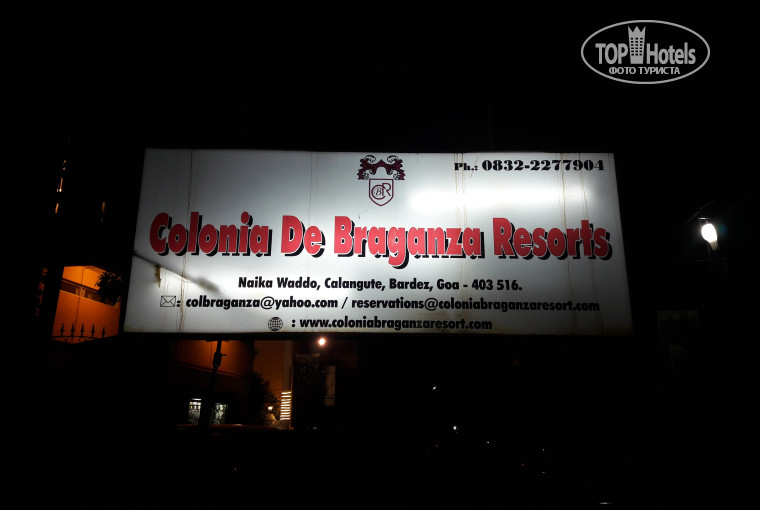 TOP Hotels
ФОТО ТУРИСТА
Ph.: 0832-2277904
CBR
Colonia De Braganza Resorts
Naika Waddo, Calangute, Bardez, Goa - 403 516.
: colbraganza@yahoo.com / reservations@coloniabraganzaresort.com
: www.coloniabraganzaresort.com